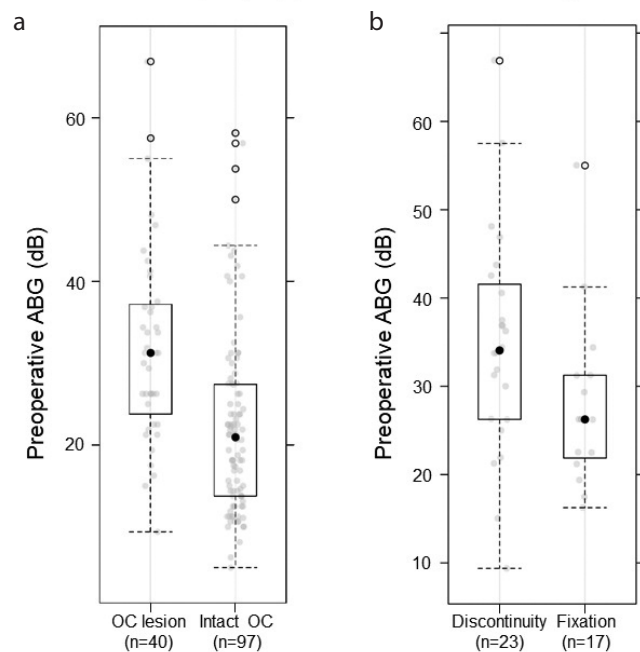 a
Preoperative ABG (dB)
60
40
20
OC lesion
(n=40)
Intact OC
(n=97)
b
Preoperative ABG (dB)
60
50
40
30
20
10
Discontinuity
(n=23)
Fixation
(n=17)